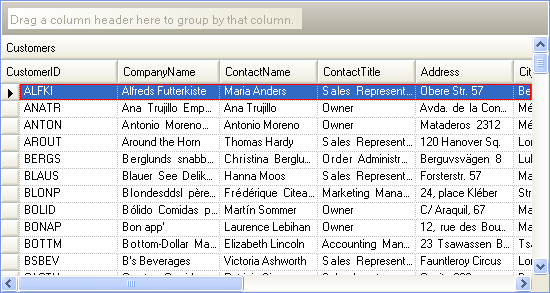 Drag a column header here to group by that column.
Customers
CustomerID CompanyName ContactName ContactTitle Address Cit
ALFKI Alfreds Futterkiste Maria Anders Sales Represent... Obere Str. 57 Be
ANATR Ana Trujillo Emp... Ana Trujillo Owner Avda. de la Con... Mé
ANTON Antonio Moreno... Antonio Moreno Owner Mataderos 2312 Mé
AROUT Around the Horn Thomas Hardy Sales Represent... 120 Hanover Sq. Lon
BERGS Berglunds snabb... Christina Berglu... Order Administr... Berguvsvägen 8 Lu
BLAUS Blauer See Delik... Hanna Moos Sales Represent... Forsterstr. 57 Ma
BLONP Blondesddsl père... Frédérique Citea... Marketing Mana... 24, place Kléber Str
BOLID Bólido Comidas p... Martín Sommer Owner C/ Araquil, 67 Ma
BONAP Bon app' Laurence Lebihan Owner 12, rue des Bou... Ma
BOTTM Bottom-Dollar Ma... Elizabeth Lincoln Accounting Man... 23 Tsawassen B... Ts
BSBEV B's Beverages Victoria Ashworth Sales Represent... Fauntleroy Circus Lon